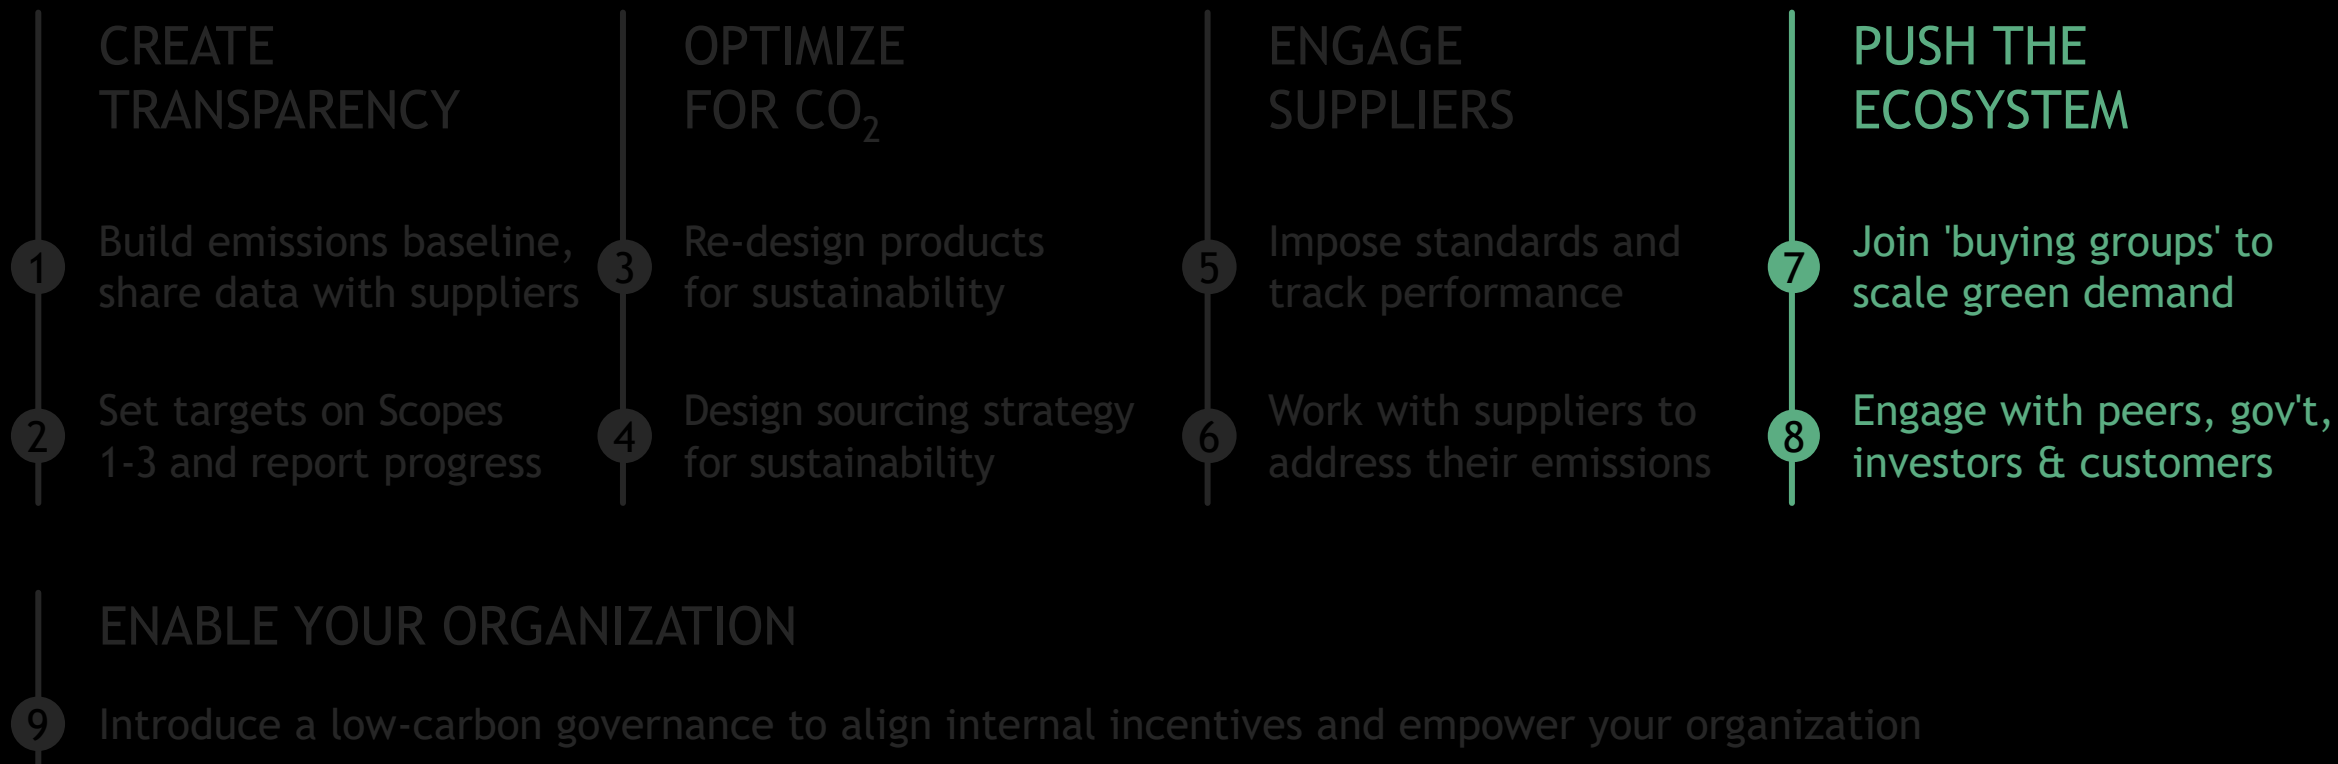 CREATE
TRANSPARENCY
1
Build emissions baseline,
share data with suppliers
2
Set targets on Scopes
1-3 and report progress
OPTIMIZE
FOR CO₂
3
Re-design products
for sustainability
4
Design sourcing strategy
for sustainability
ENGAGE
SUPPLIERS
5
Impose standards and
track performance
6
Work with suppliers to
address their emissions
PUSH THE
ECOSYSTEM
7
Join 'buying groups' to
scale green demand
8
Engage with peers, gov't,
investors & customers
ENABLE YOUR ORGANIZATION
9
Introduce a low-carbon governance to align internal incentives and empower your organization